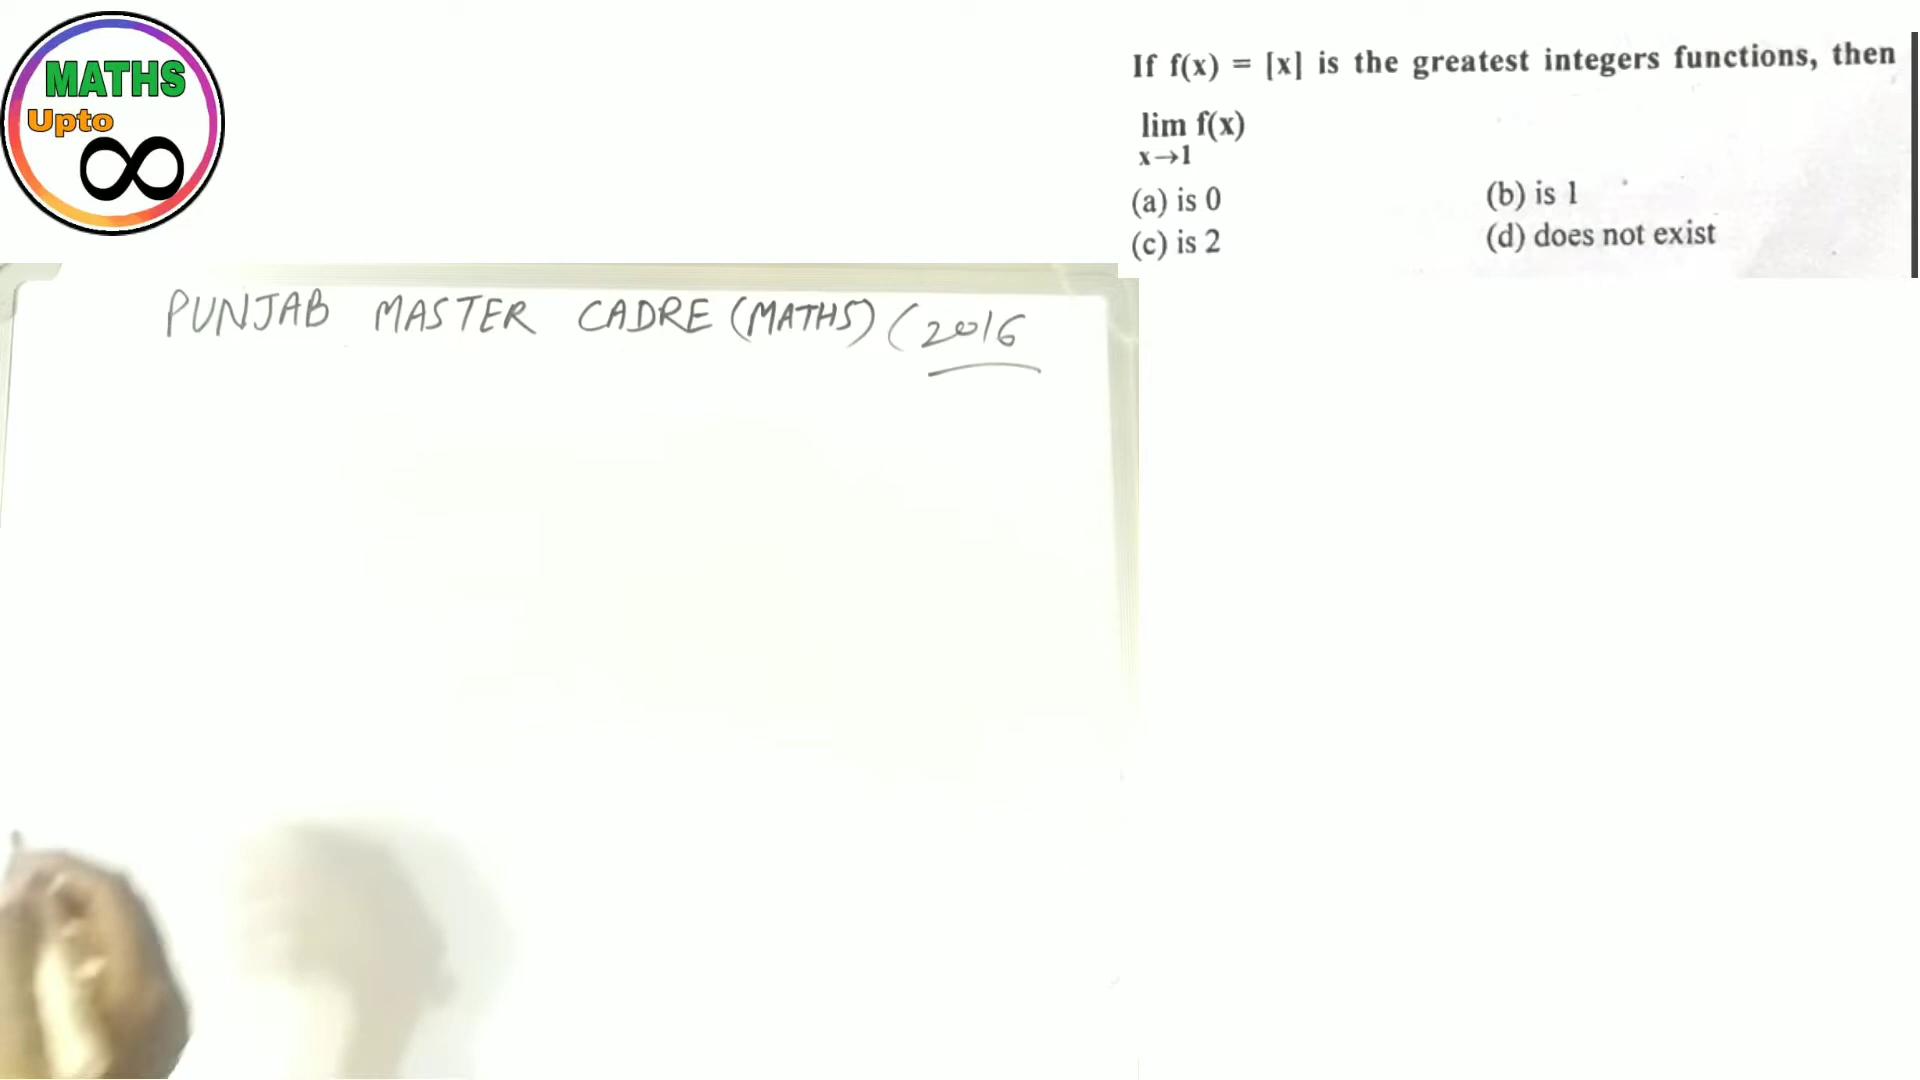 MATHS
Upto
∞
If f(x) = [x] is the greatest integers functions, then
lim f(x)
x→1
(a) is 0
(b) is 1
(c) is 2
(d) does not exist
PUNJAB MASTER CADRE (MATHS) (2016